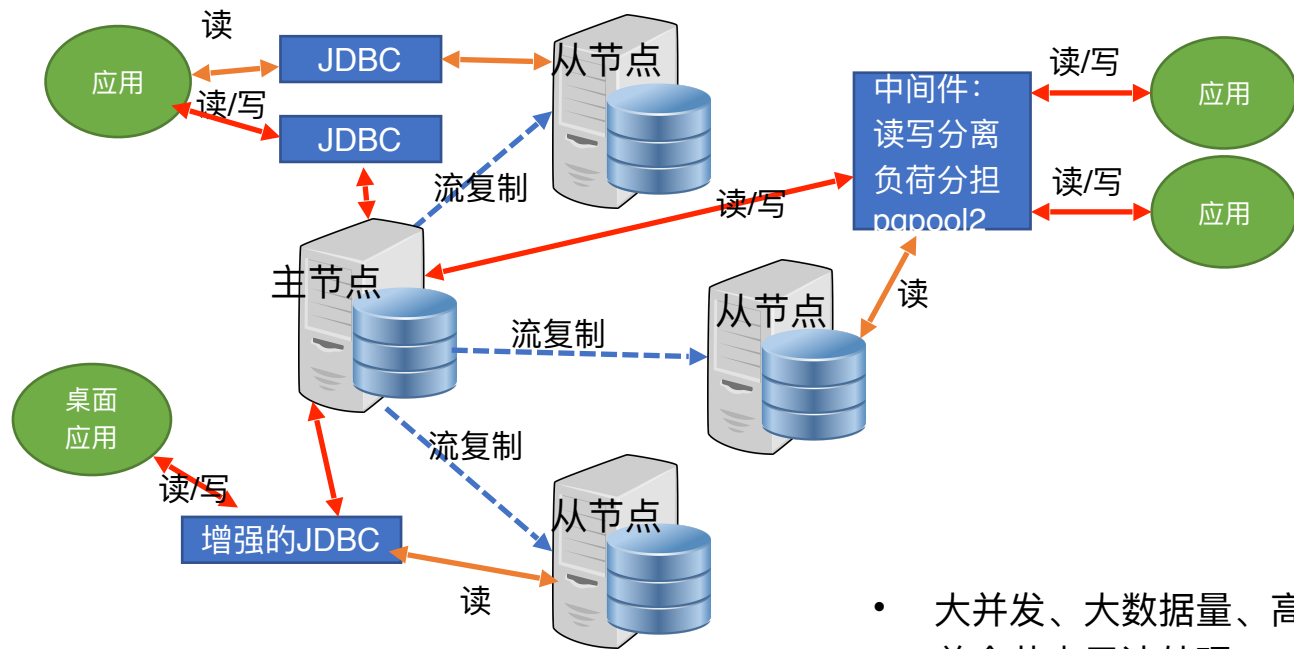 读
应用
JDBC
从节点
读/写
JDBC
流复制
读/写
中间件：
读写分离
负荷分担
pgpool2
读/写
应用
读/写
应用
主节点
流复制
从节点
读
桌面
应用
读/写
增强的JDBC
流复制
从节点
读
• 大并发、大数据量、高